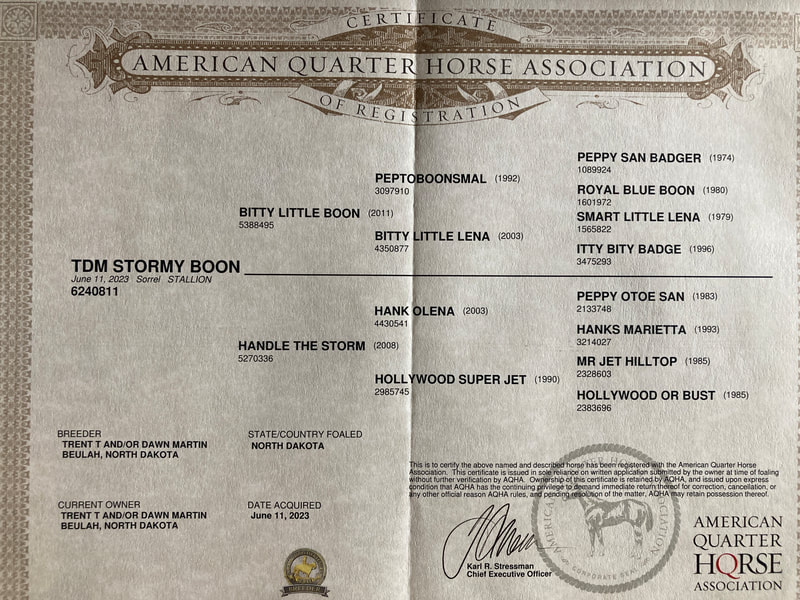 CERTIFICATE
AMERICAN QUARTER HORSE ASSOCIATION
OF REGISTRATION
PEPPY SAN BADGER (1974)
1089924
PEPTOBOONSMAL (1992)
3097910
ROYAL BLUE BOON (1980)
1601972
BITTY LITTLE BOON (2011)
5388495
SMART LITTLE LENA (1979)
1565822
BITTY LITTLE LENA (2003)
4350877
ITTY BITY BADGE (1996)
3475293
TDM STORMY BOON
June 11, 2023 Sorrel STALLION
6240811
PEPPY OTOE SAN (1983)
2133748
HANK OLENA (2003)
4430541
HANKS MARIETTA (1993)
3214027
HANDLE THE STORM (2008)
5270336
MR JET HILLTOP (1985)
2328603
HOLLYWOOD SUPER JET (1990)
2985745
HOLLYWOOD OR BUST (1985)
2383696
BREEDER
TRENT T AND/OR DAWN MARTIN
BEULAH, NORTH DAKOTA
STATE/COUNTRY FOALED
NORTH DAKOTA
CURRENT OWNER
TRENT T AND/OR DAWN MARTIN
BEULAH, NORTH DAKOTA
DATE ACQUIRED
June 11, 2023
This is to certify the above named and described horse has been registered with the American Quarter Horse
Association. This certificate is issued in sole reliance on written application submitted by the owner at time of foaling
without further verification by AQHA. Ownership of this certificate is retained by AQHA, and issued upon express
condition that AQHA has the continuing privilege to demand immediate return thereof for correction, cancellation, or
any other official reason AQHA rules, and pending resolution of the matter, AQHA may retain possession thereof.
Karl R. Stressman
Chief Executive Officer
CORPORATE SEAL
BREEDER
AMERICAN
QUARTER
HORSE
ASSOCIATION